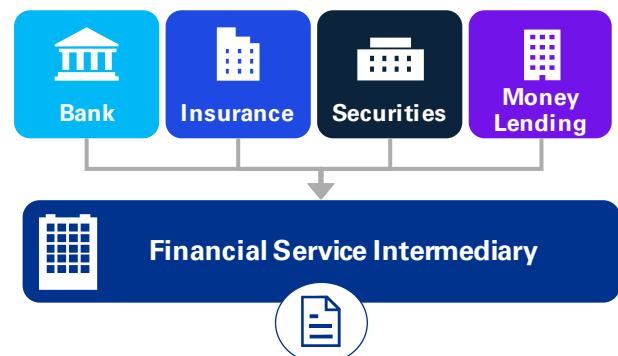 Bank
Insurance
Securities
Money
Lending
Financial Service Intermediary